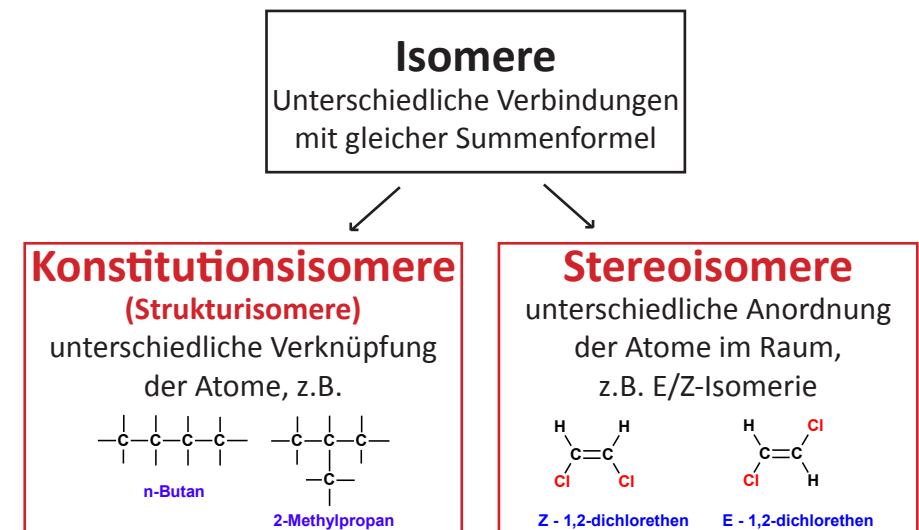 Isomere
Unterschiedliche Verbindungen
mit gleicher Summenformel
Konstitutionsisomere
(Strukturisomere)
unterschiedliche Verknüpfung
der Atome, z.B.
C C C C
n-Butan
C C C
C
2-Methylpropan
Stereoisomere
unterschiedliche Anordnung
der Atome im Raum,
z.B. E/Z-Isomerie
H H
C=C
Cl Cl
Z - 1,2-dichlorethen
H Cl
C=C
Cl H
E - 1,2-dichlorethen